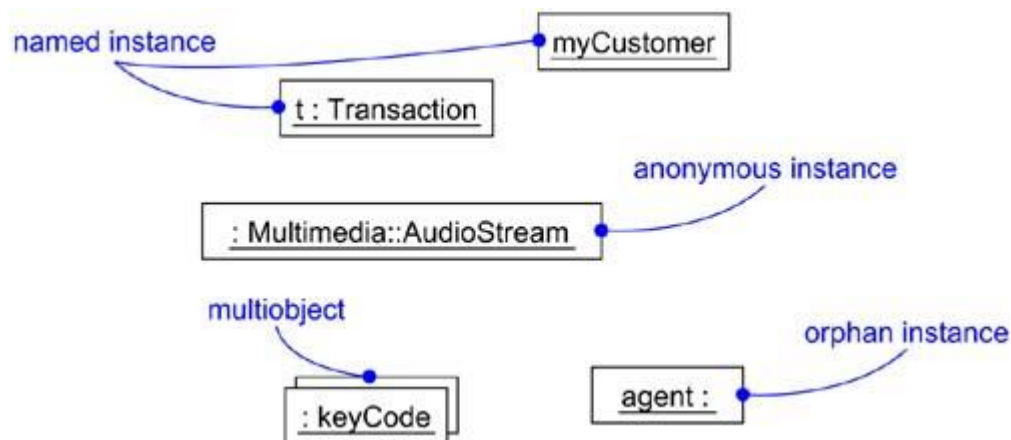 named instance
myCustomer
t : Transaction
anonymous instance
: Multimedia::AudioStream
multiobject
orphan instance
: keyCode
agent :